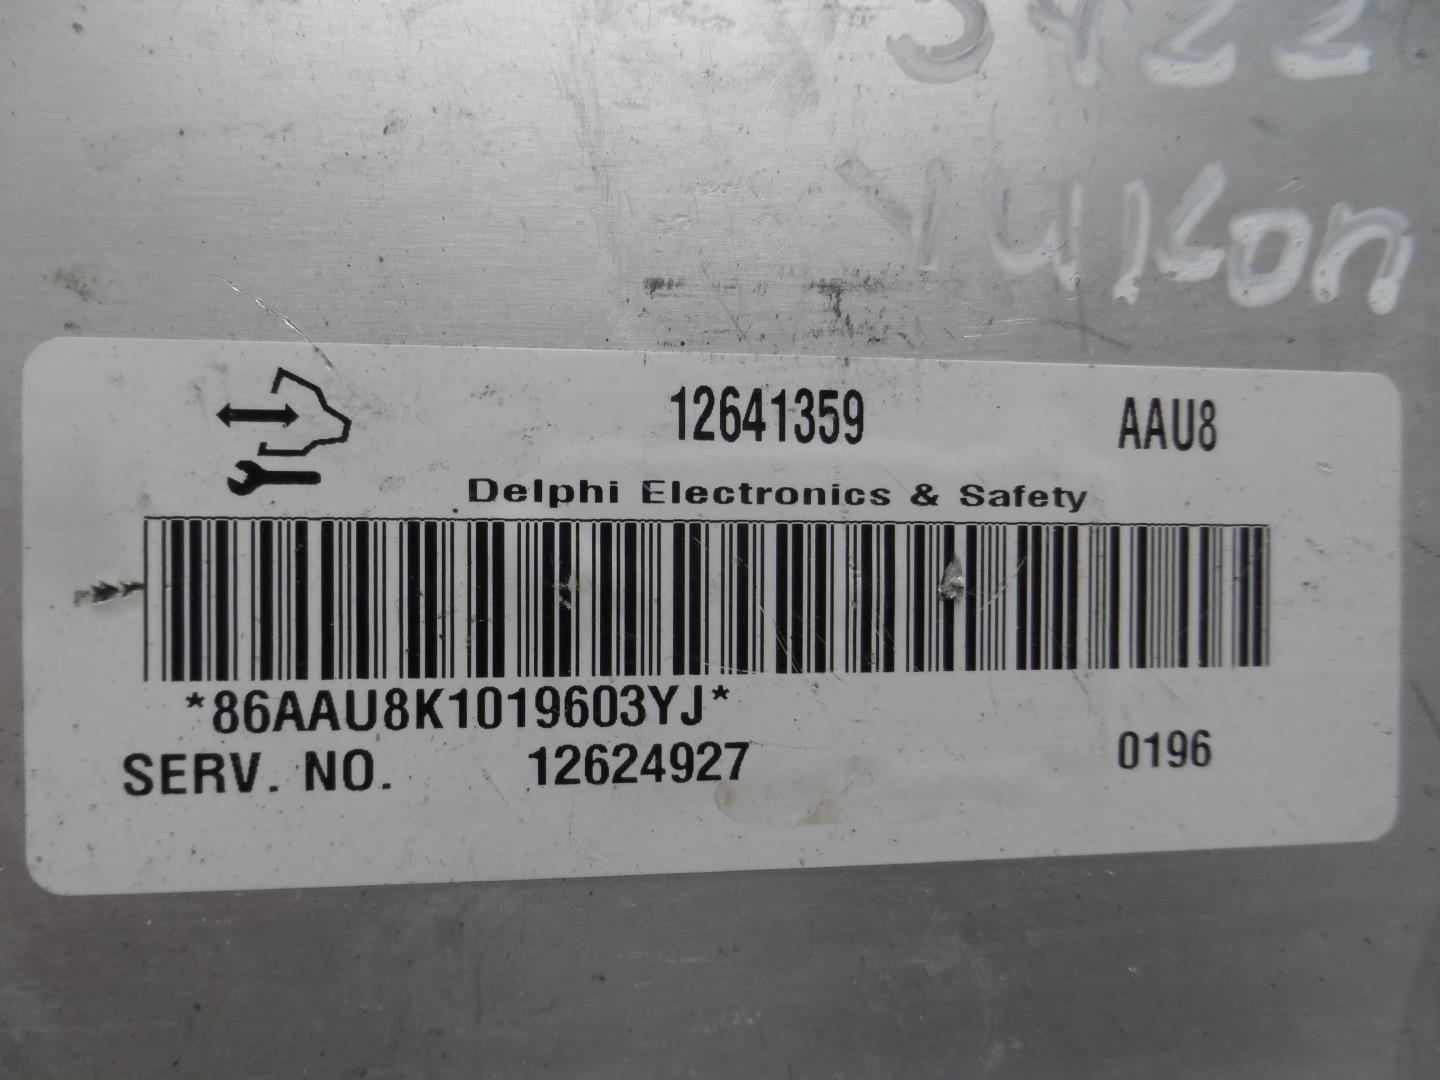 Yukon
12641359 AAU8
Delphi Electronics & Safety
*86AAU8K1019603YJ*
SERV. NO. 12624927 0196